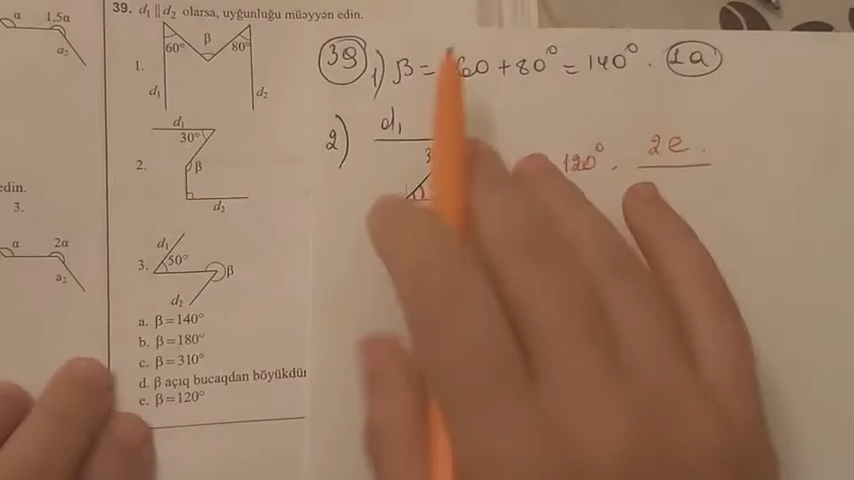 α 1,5α
a₂
edin.
3.
α 2α
a₂
39. d₁ ∥ d₂ olarsa, uyğunluğu müəyyən edin.
60° β 80°
1.
d₁ d₂
d₁
30°
2. β
d₂
d₁
50°
3. β
d₂
a. β=140°
b. β=180°
c. β=310°
d. β açıq bucaqdan böyükdür
e. β=120°
39 1) β = 60 + 80° = 140°. 1a
2) d₁
3
120°. 2e.